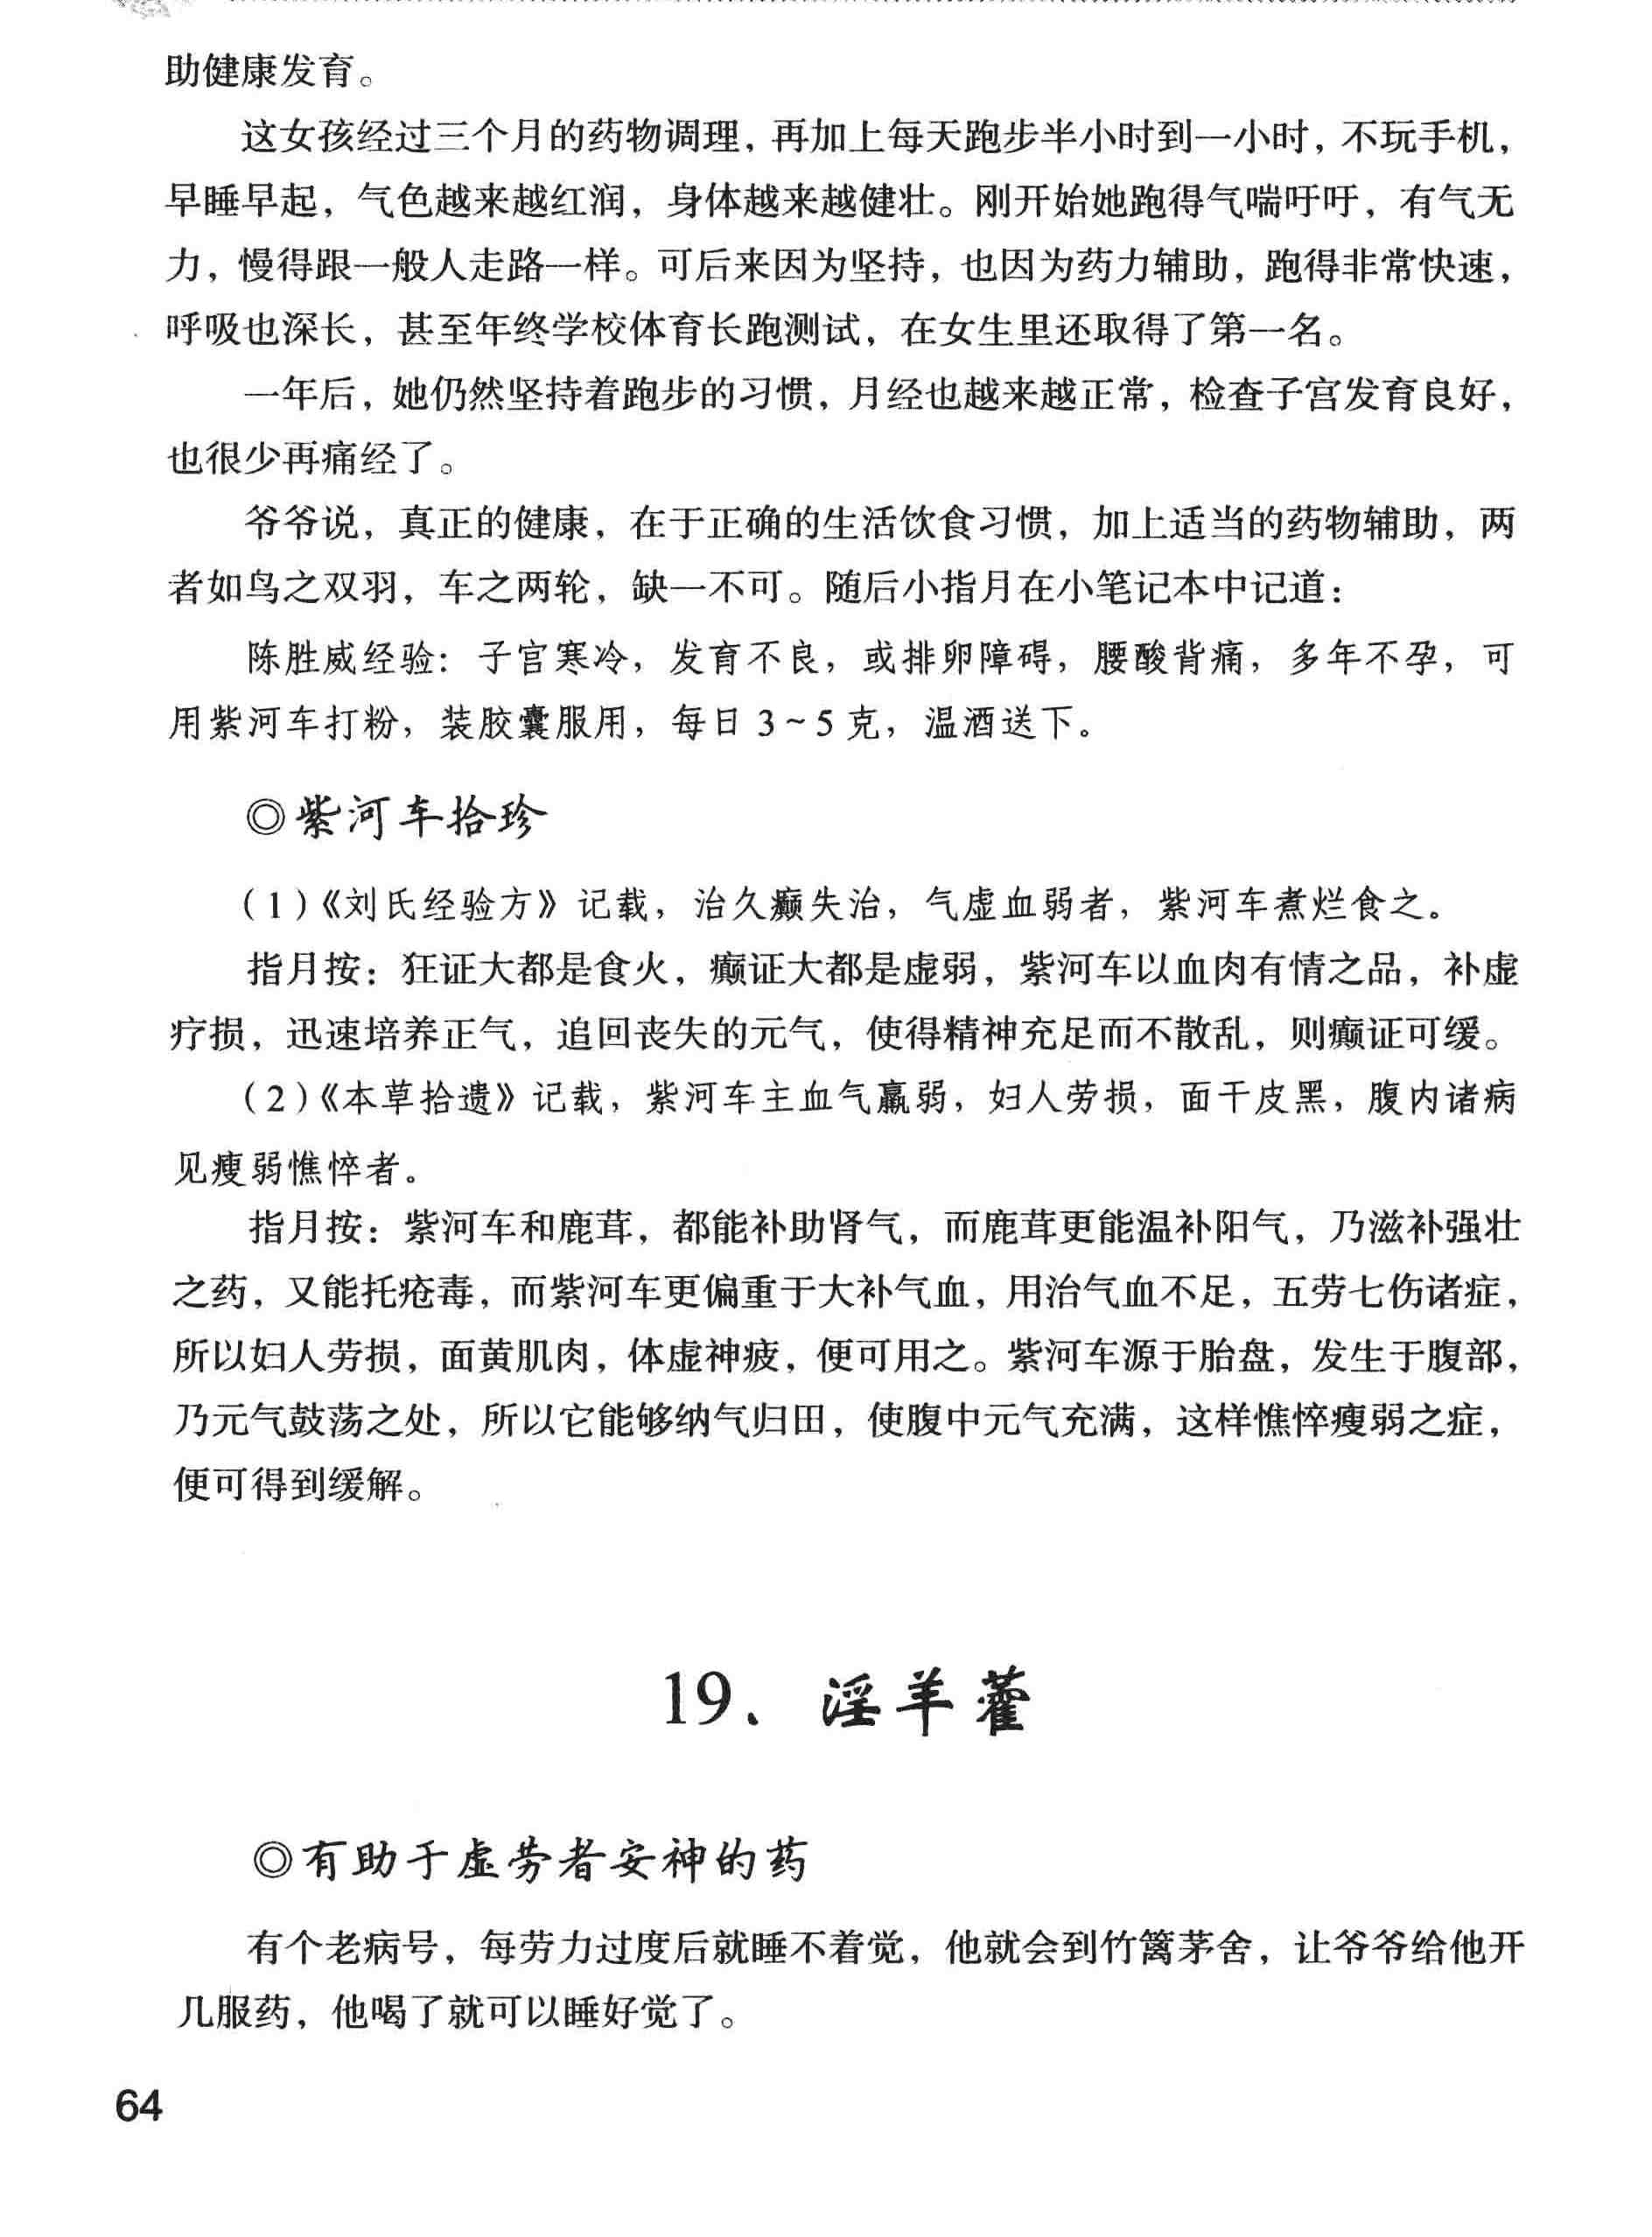 助健康发育。
这女孩经过三个月的药物调理，再加上每天跑步半小时到一小时，不玩手机，
早睡早起，气色越来越红润，身体越来越健壮。刚开始她跑得气喘吁吁，有气无
力，慢得跟一般人走路一样。可后来因为坚持，也因为药力辅助，跑得非常快速，
呼吸也深长，甚至年终学校体育长跑测试，在女生里还取得了第一名。
一年后，她仍然坚持着跑步的习惯，月经也越来越正常，检查子宫发育良好，
也很少再痛经了。
爷爷说，真正的健康，在于正确的生活饮食习惯，加上适当的药物辅助，两
者如鸟之双羽，车之两轮，缺一不可。随后小指月在小笔记本中记道：
陈胜威经验：子宫寒冷，发育不良，或排卵障碍，腰酸背痛，多年不孕，可
用紫河车打粉，装胶囊服用，每日 3 ~ 5 克，温酒送下。
◎紫河车拾珍
（1）《刘氏经验方》记载，治久癫失治，气虚血弱者，紫河车煮烂食之。
指月按：狂证大都是食火，癫证大都是虚弱，紫河车以血肉有情之品，补虚
疗损，迅速培养正气，追回丧失的元气，使得精神充足而不散乱，则癫证可缓。
（2）《本草拾遗》记载，紫河车主血气羸弱，妇人劳损，面干皮黑，腹内诸病
见瘦弱憔悴者。
指月按：紫河车和鹿茸，都能补助肾气，而鹿茸更能温补阳气，乃滋补强壮
之药，又能托疮毒，而紫河车更偏重于大补气血，用治气血不足，五劳七伤诸症，
所以妇人劳损，面黄肌肉，体虚神疲，便可用之。紫河车源于胎盘，发生于腹部，
乃元气鼓荡之处，所以它能够纳气归田，使腹中元气充满，这样憔悴瘦弱之症，
便可得到缓解。
19、淫羊藿
◎有助于虚劳者安神的药
有个老病号，每劳力过度后就睡不着觉，他就会到竹篱茅舍，让爷爷给他开
几服药，他喝了就可以睡好觉了。
64